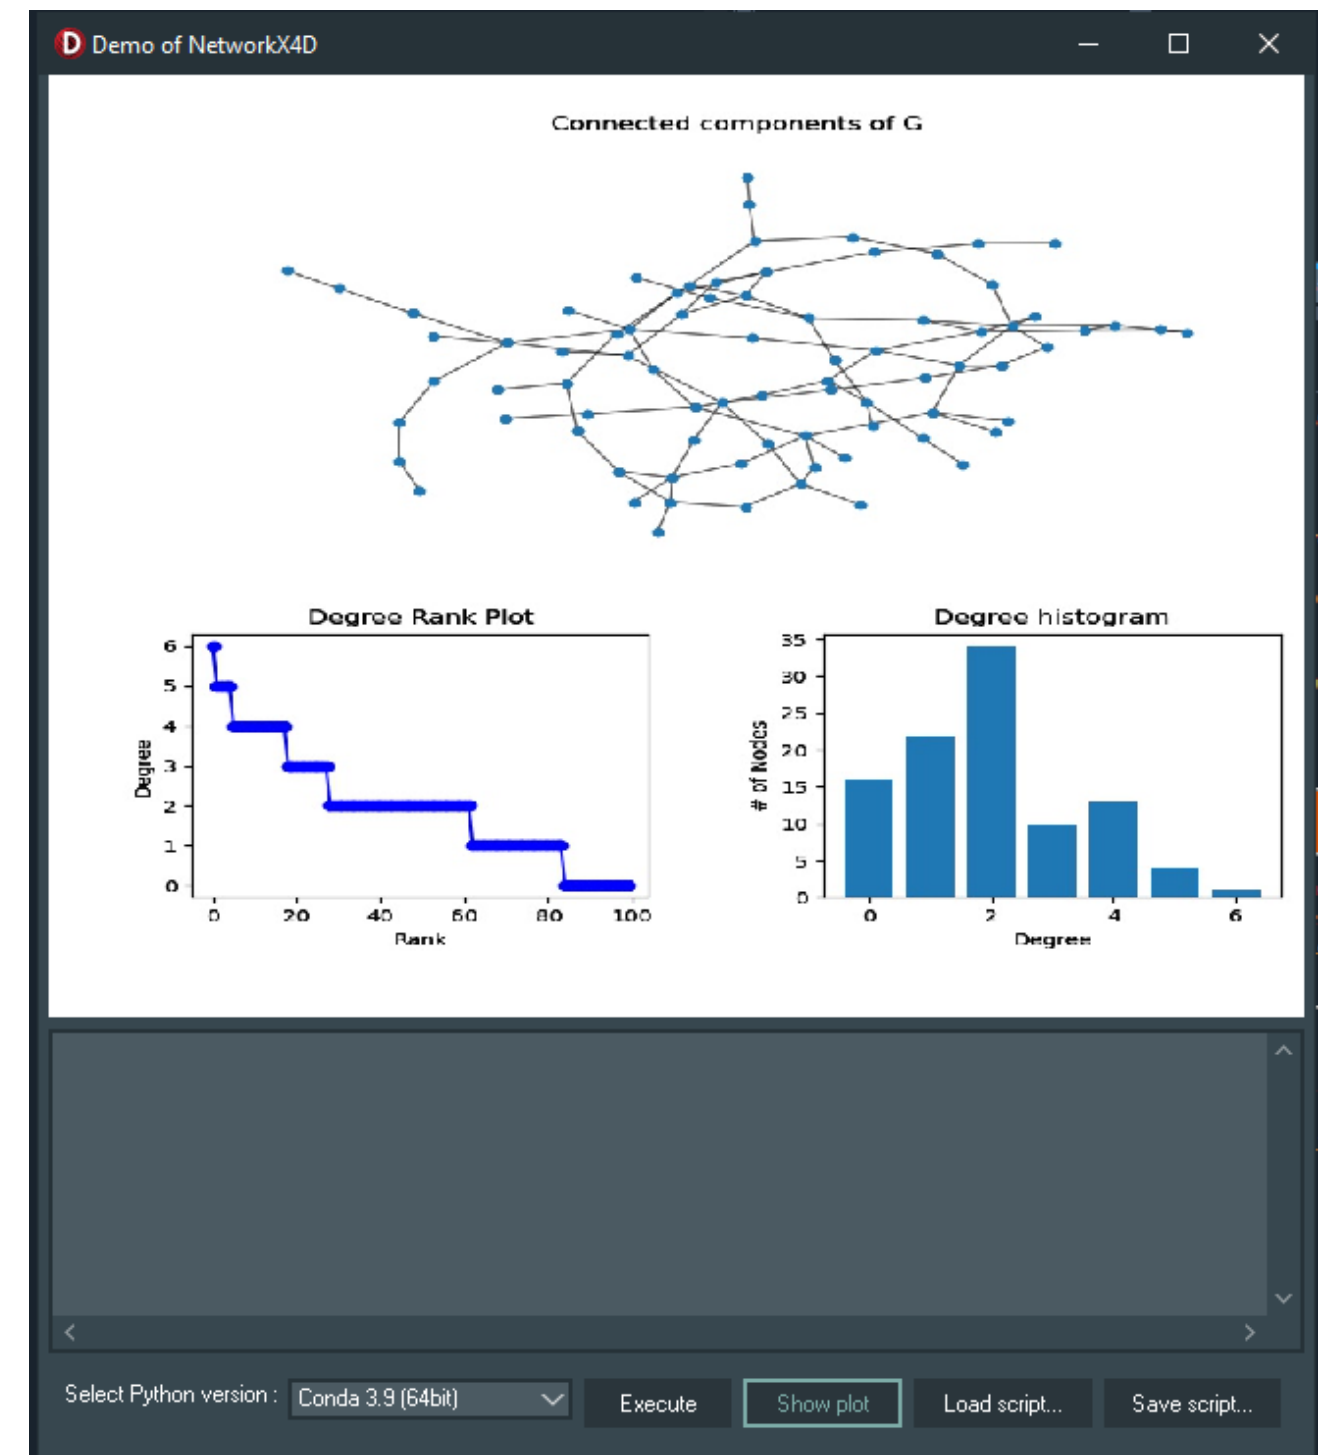 Demo of NetworkX4D
Connected components of G
Degree Rank Plot
6
5
4
3
2
1
0
Degree
0 20 40 60 80 100
Rank
Degree histogram
35
30
25
20
15
10
5
0
# of Nodes
0 2 4 6
Degree
Select Python version : Conda 3.9 (64bit) Execute Show plot Load script... Save script...